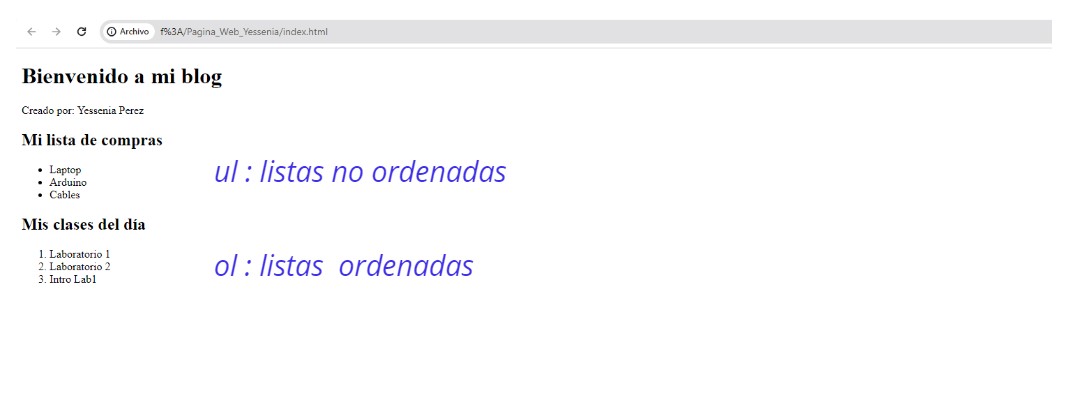 Archivo f%3A/Pagina_Web_Yessenia/index.html
Bienvenido a mi blog
Creado por: Yessenia Perez
Mi lista de compras
• Laptop
• Arduino
• Cables
ul : listas no ordenadas
Mis clases del día
1. Laboratorio 1
2. Laboratorio 2
3. Intro Lab1
ol : listas ordenadas